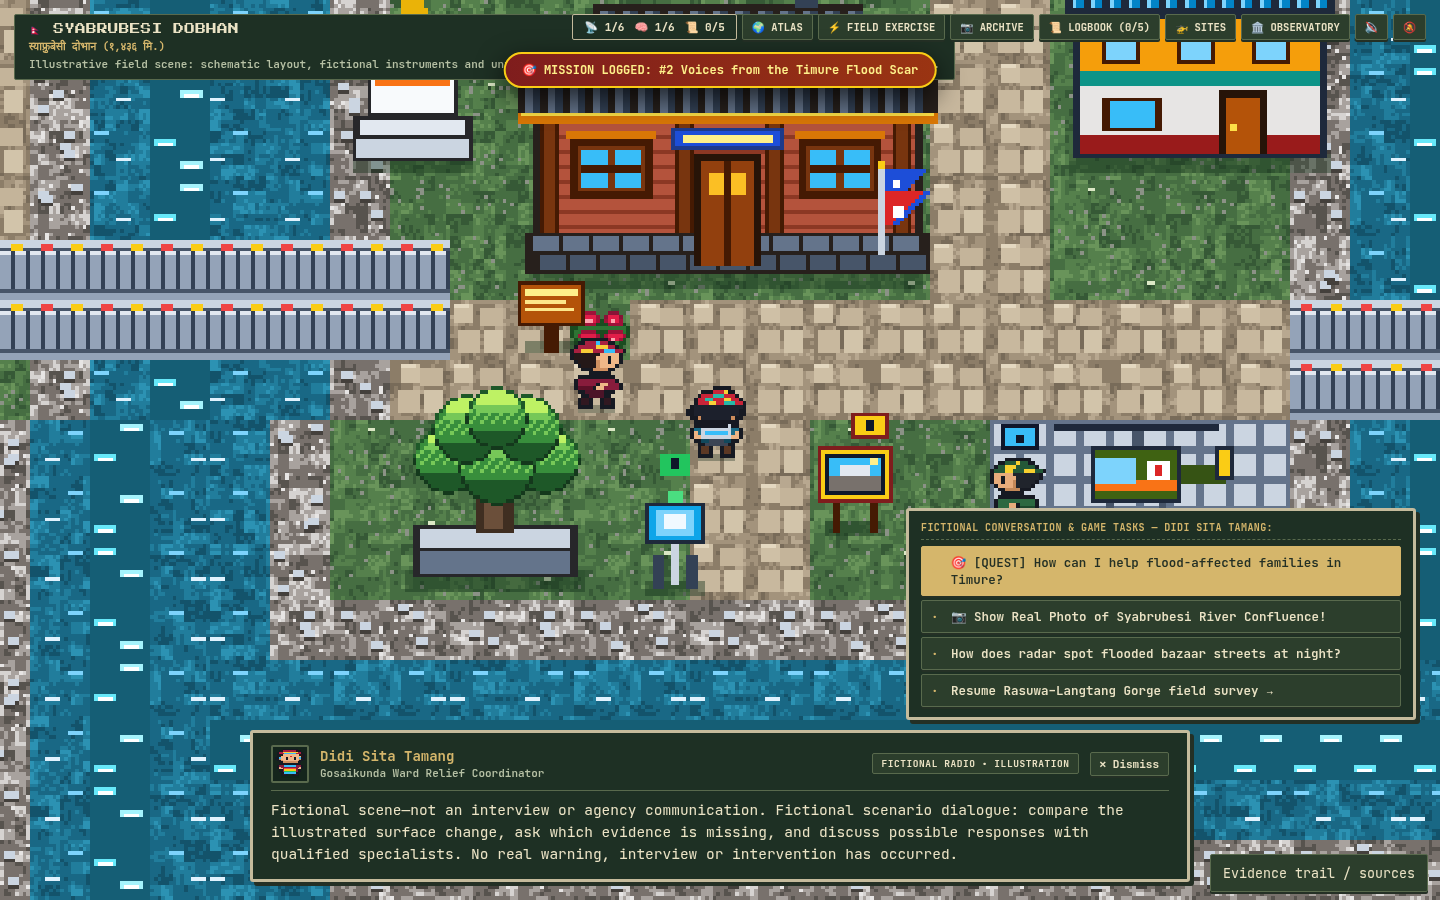 SYABRUBESI DOBHAN
स्याफ्रुबेसी दोभान (१,४३६ मि.)
Illustrative field scene: schematic layout, fictional instruments and un
📡 1/6 🧠 1/6 📜 0/5
🌍 ATLAS
⚡ FIELD EXERCISE
📷 ARCHIVE
📜 LOGBOOK (0/5)
🚁 SITES
🏛️ OBSERVATORY
🎯 MISSION LOGGED: #2 Voices from the Timure Flood Scar
FICTIONAL CONVERSATION & GAME TASKS — DIDI SITA TAMANG:
🎯 [QUEST] How can I help flood-affected families in
Timure?
· 📷 Show Real Photo of Syabrubesi River Confluence!
· How does radar spot flooded bazaar streets at night?
· Resume Rasuwa-Langtang Gorge field survey →
Didi Sita Tamang
Gosaikunda Ward Relief Coordinator
FICTIONAL RADIO • ILLUSTRATION
× Dismiss
Fictional scene—not an interview or agency communication. Fictional scenario dialogue: compare the
illustrated surface change, ask which evidence is missing, and discuss possible responses with
qualified specialists. No real warning, interview or intervention has occurred.
Evidence trail / sources